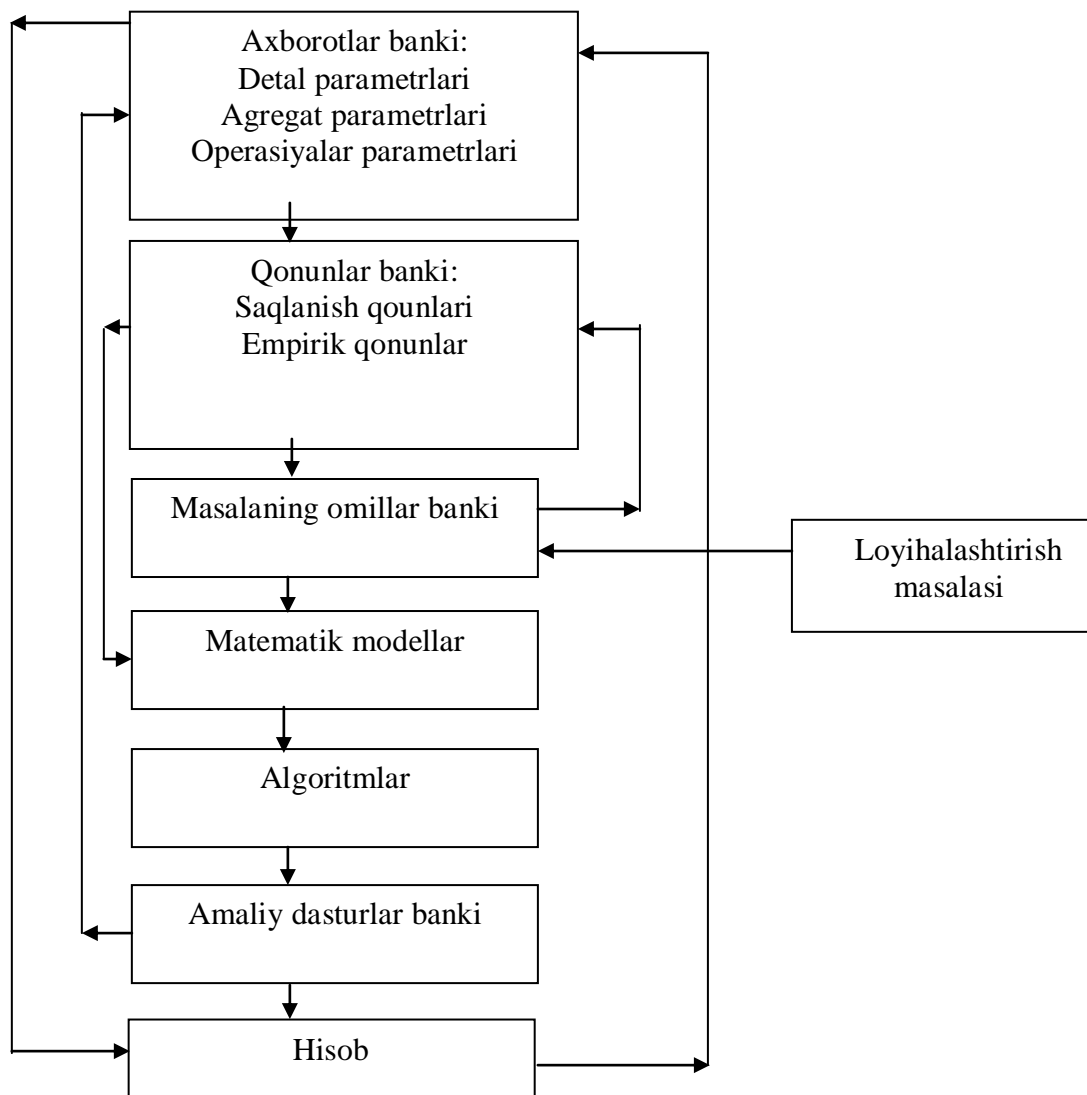 Axborotlar banki:
Detal parametrlari
Agregat parametrlari
Operasiyalar parametrlari
Qonunlar banki:
Saqlanish qounlari
Empirik qonunlar
Masalaning omillar banki
Loyihalashtirish
masalasi
Matematik modellar
Algoritmlar
Amaliy dasturlar banki
Hisob